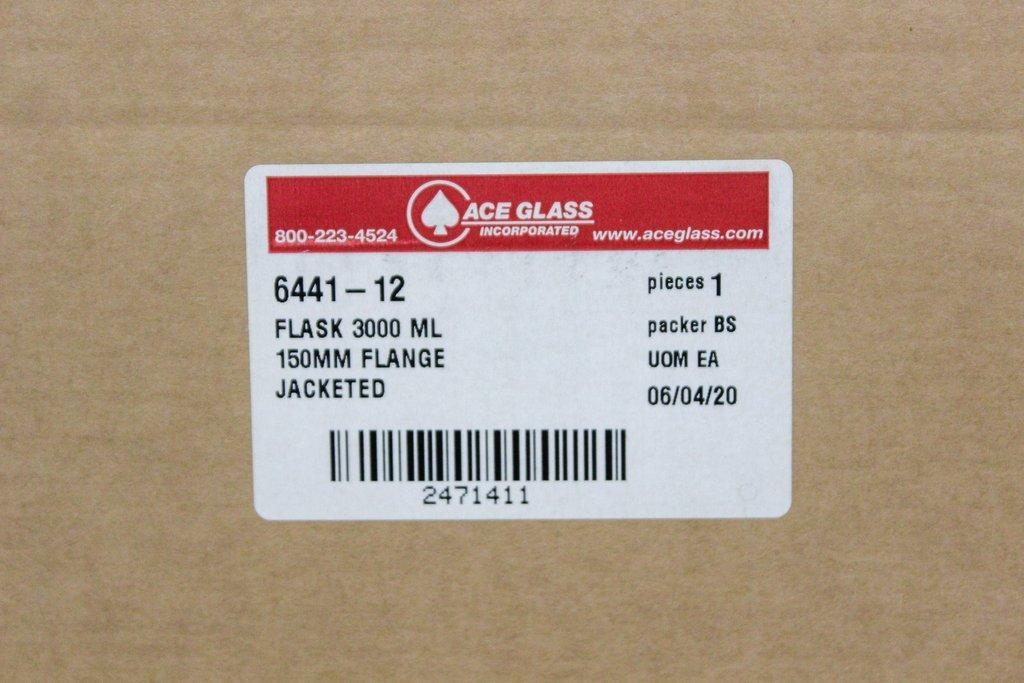 ACE GLASS
INCORPORATED
800-223-4524
www.aceglass.com
6441-12
FLASK 3000 ML
150MM FLANGE
JACKETED
pieces 1
packer BS
UOM EA
06/04/20
2471411